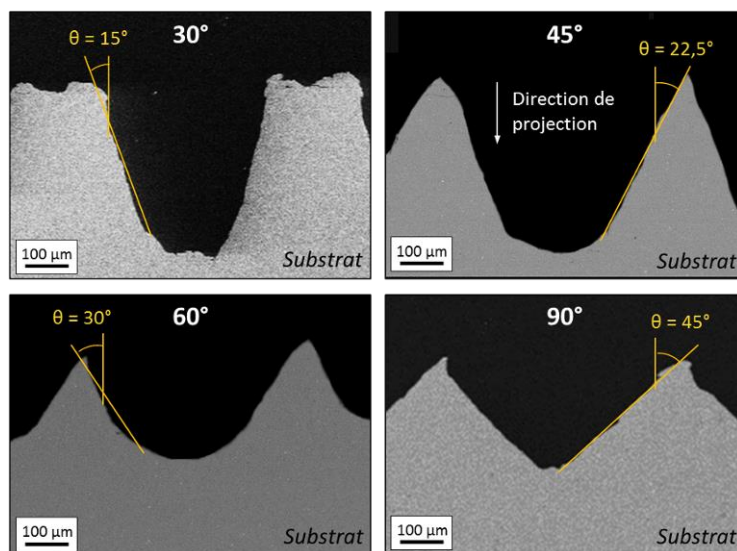 θ = 15°
30°
100 µm
Substrat
45°
θ = 22,5°
Direction de
projection
100 µm
Substrat
θ = 30°
60°
100 µm
Substrat
90°
θ = 45°
100 µm
Substrat